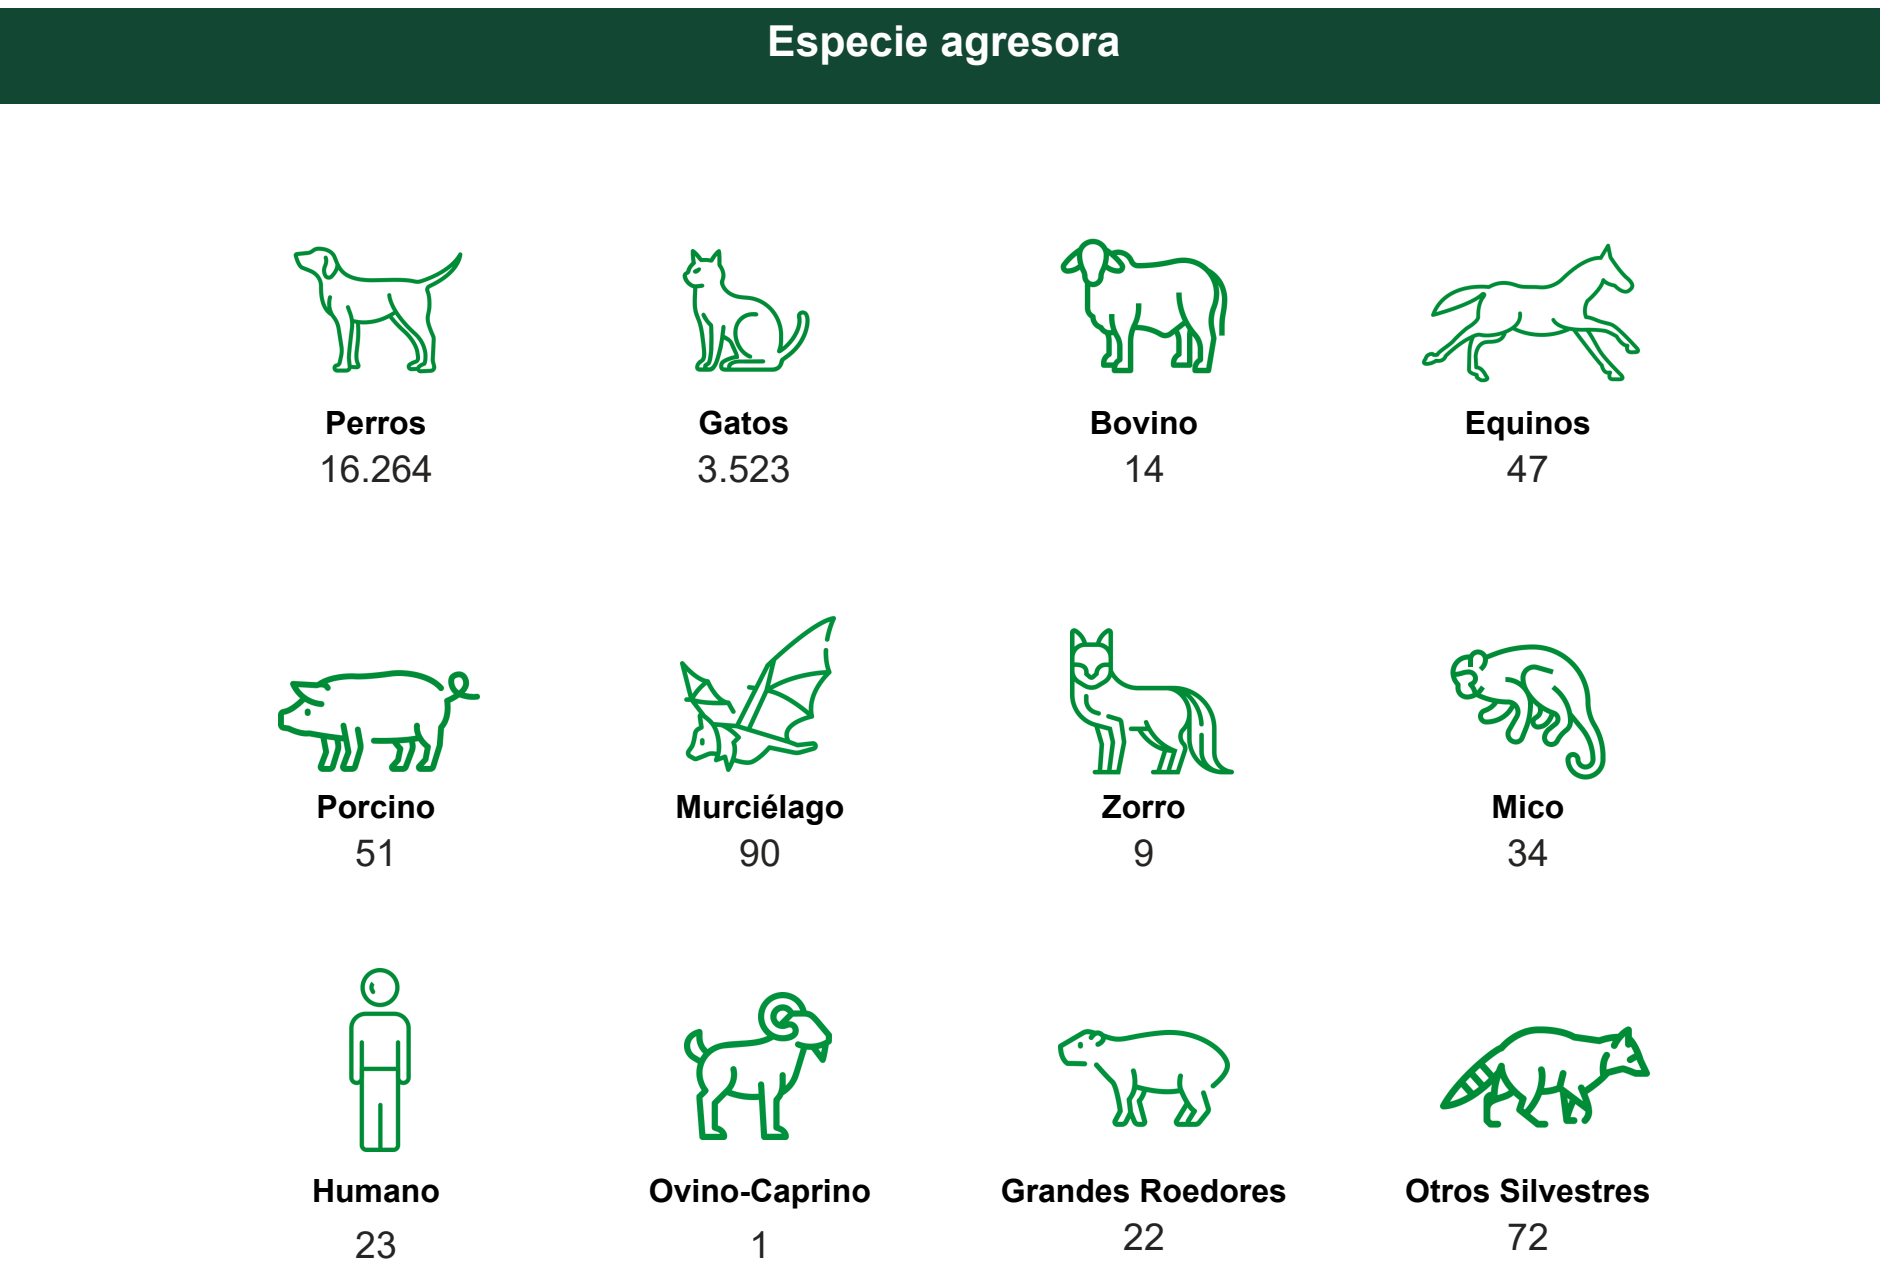 Especie agresora
Perros
16.264
Gatos
3.523
Bovino
14
Equinos
47
Porcino
51
Murciélago
90
Zorro
9
Mico
34
Humano
23
Ovino-Caprino
1
Grandes Roedores
22
Otros Silvestres
72